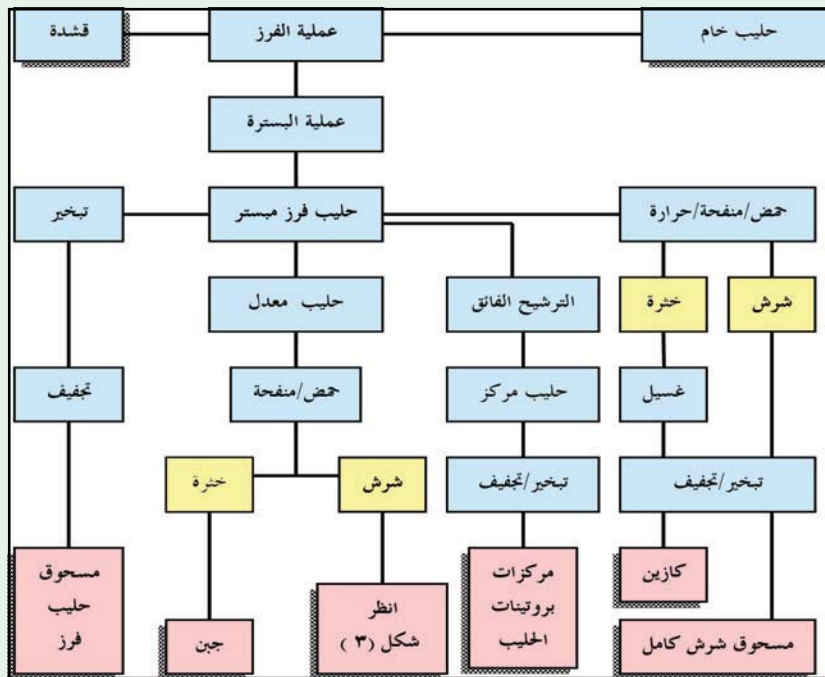 حليب خام
عملية الفرز
قشدة
عملية البسترة
حمض/منفحة/حرارة
حليب فرز مبستر
تبخير
شرش
خثرة
الترشيح الفائق
حليب معدل
غسيل
حليب مركز
حمض/منفحة
تجفيف
تبخير/تجفيف
تبخير/تجفيف
شرش
خثرة
كازين
مسحوق شرش كامل
مركزات
بروتينات
الحليب
انظر
شكل (٣)
جبن
مسحوق
حليب
فرز